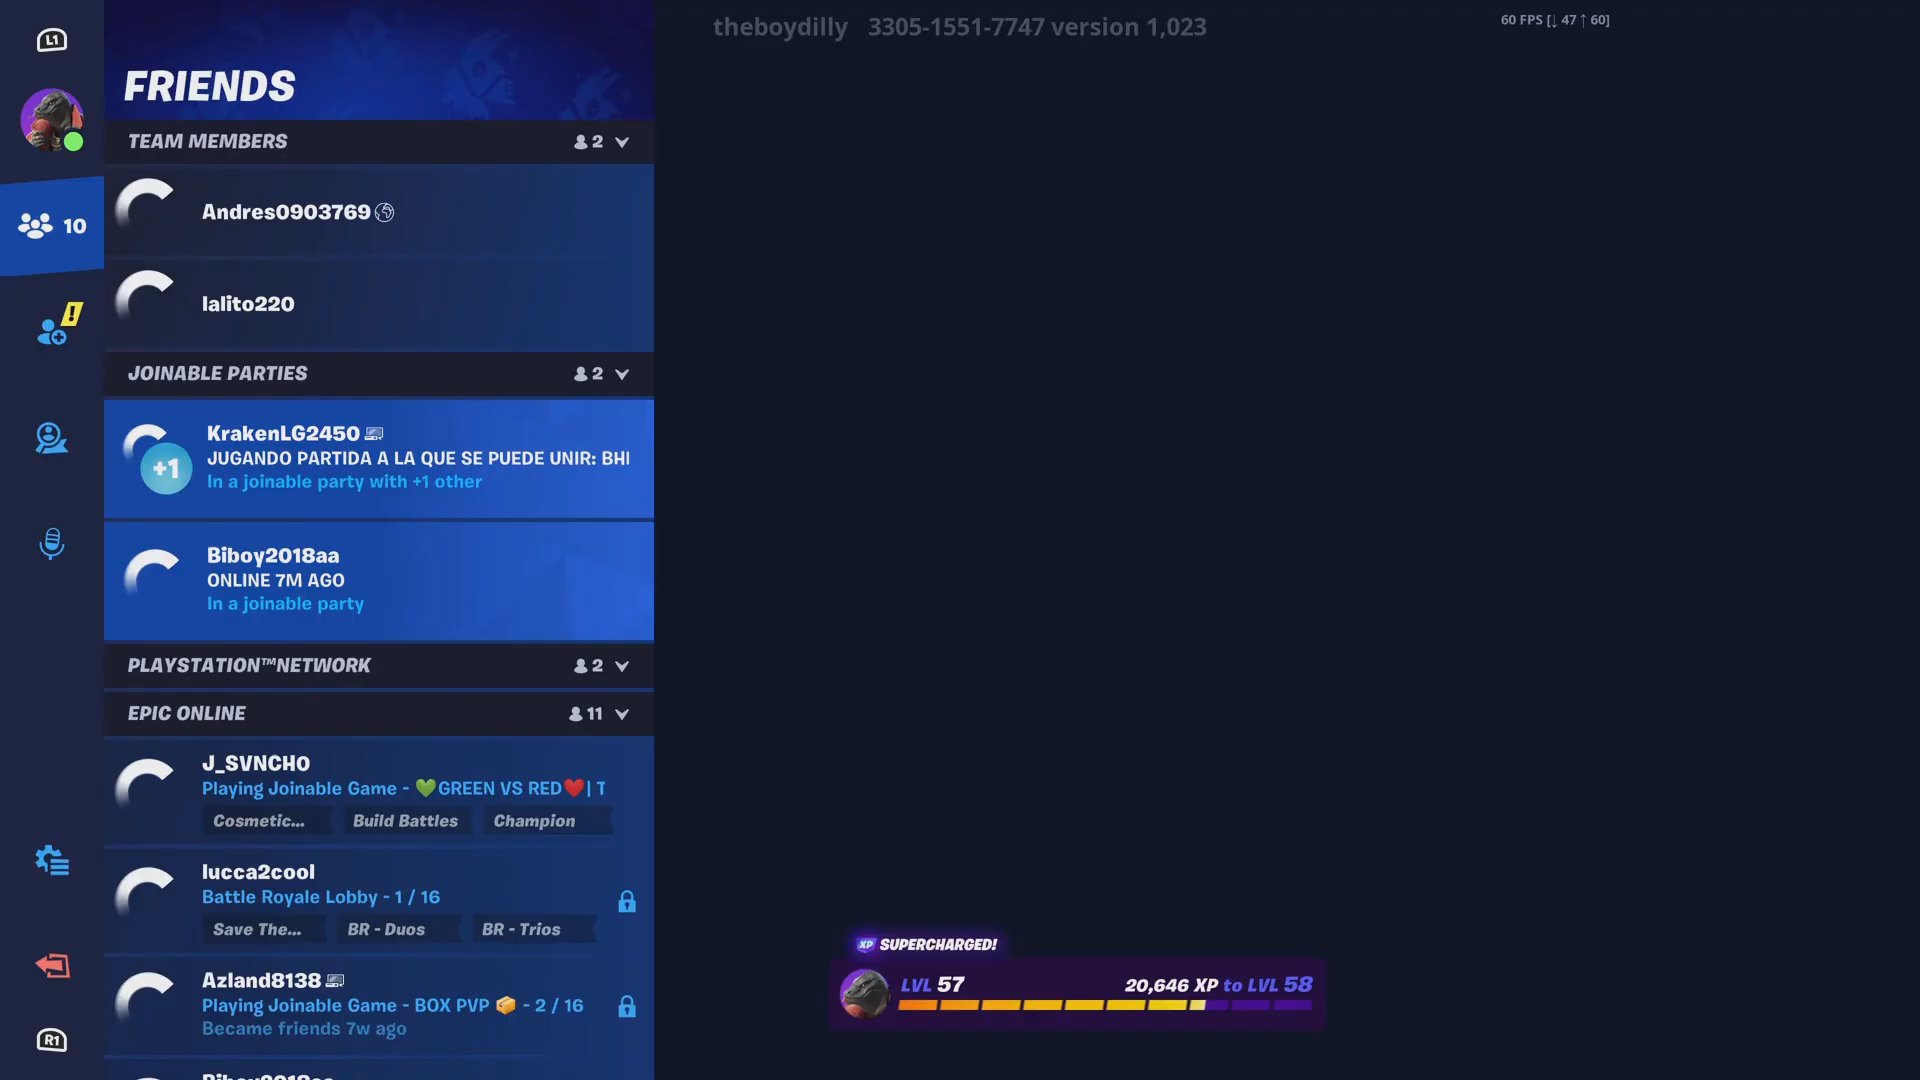 theboydilly 3305-1551-7747 version 1,023
60 FPS [↓ 47 ↑ 60]
L1
FRIENDS
TEAM MEMBERS 2
Andres0903769
lalito220
10
!
JOINABLE PARTIES 2
KrakenLG2450
JUGANDO PARTIDA A LA QUE SE PUEDE UNIR: BHI
In a joinable party with +1 other
+1
Biboy2018aa
ONLINE 7M AGO
In a joinable party
PLAYSTATION™NETWORK 2
EPIC ONLINE 11
J_SVNCHO
Playing Joinable Game - 💚GREEN VS RED❤️| T
Cosmetic... Build Battles Champion
lucca2cool
Battle Royale Lobby - 1 / 16
Save The... BR - Duos BR - Trios
Azland8138
Playing Joinable Game - BOX PVP 📦 - 2 / 16
Became friends 7w ago
R1
XP SUPERCHARGED!
LVL 57 20,646 XP to LVL 58